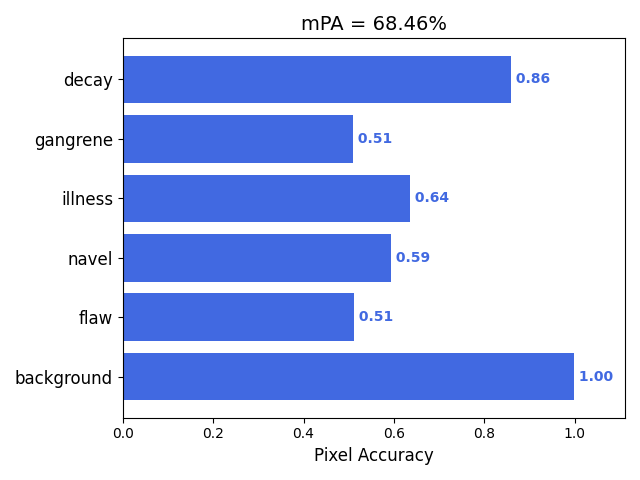 mPA = 68.46%
decay 0.86
gangrene 0.51
illness 0.64
navel 0.59
flaw 0.51
background 1.00
0.0 0.2 0.4 0.6 0.8 1.0
Pixel Accuracy